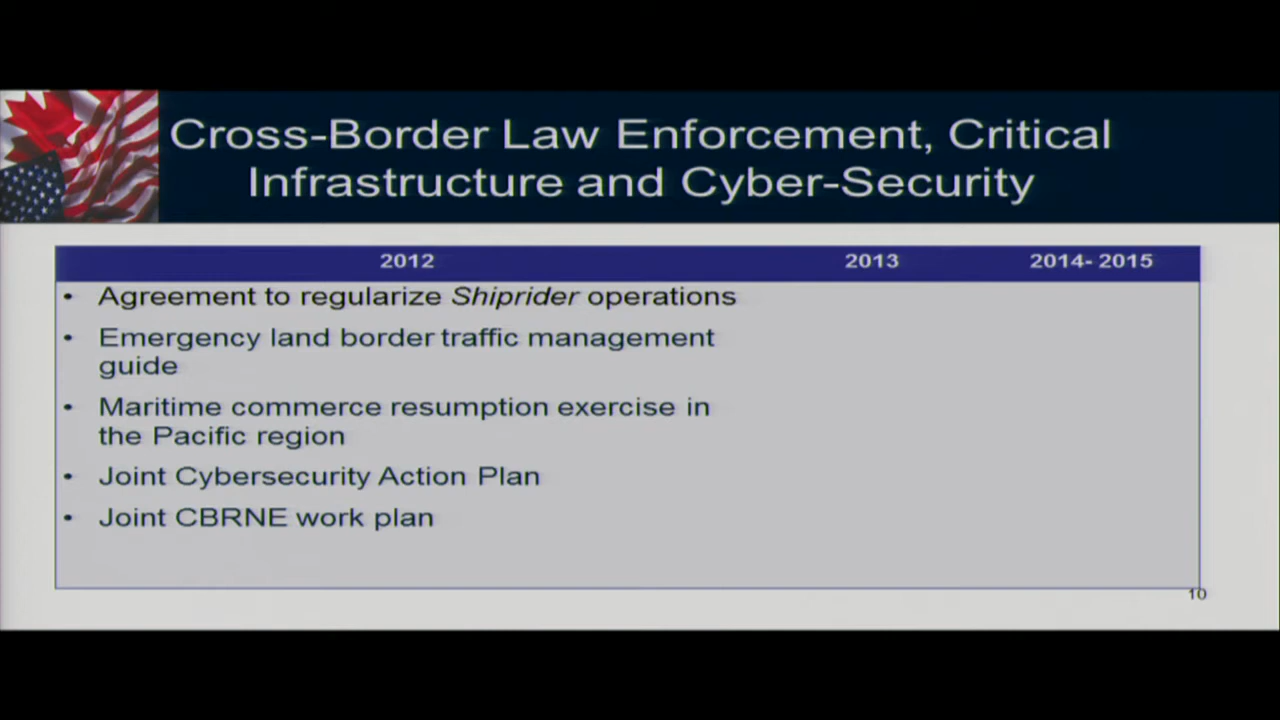 Cross-Border Law Enforcement, Critical
Infrastructure and Cyber-Security
2012 2013 2014- 2015
• Agreement to regularize Shiprider operations
• Emergency land border traffic management
guide
• Maritime commerce resumption exercise in
the Pacific region
• Joint Cybersecurity Action Plan
• Joint CBRNE work plan
10